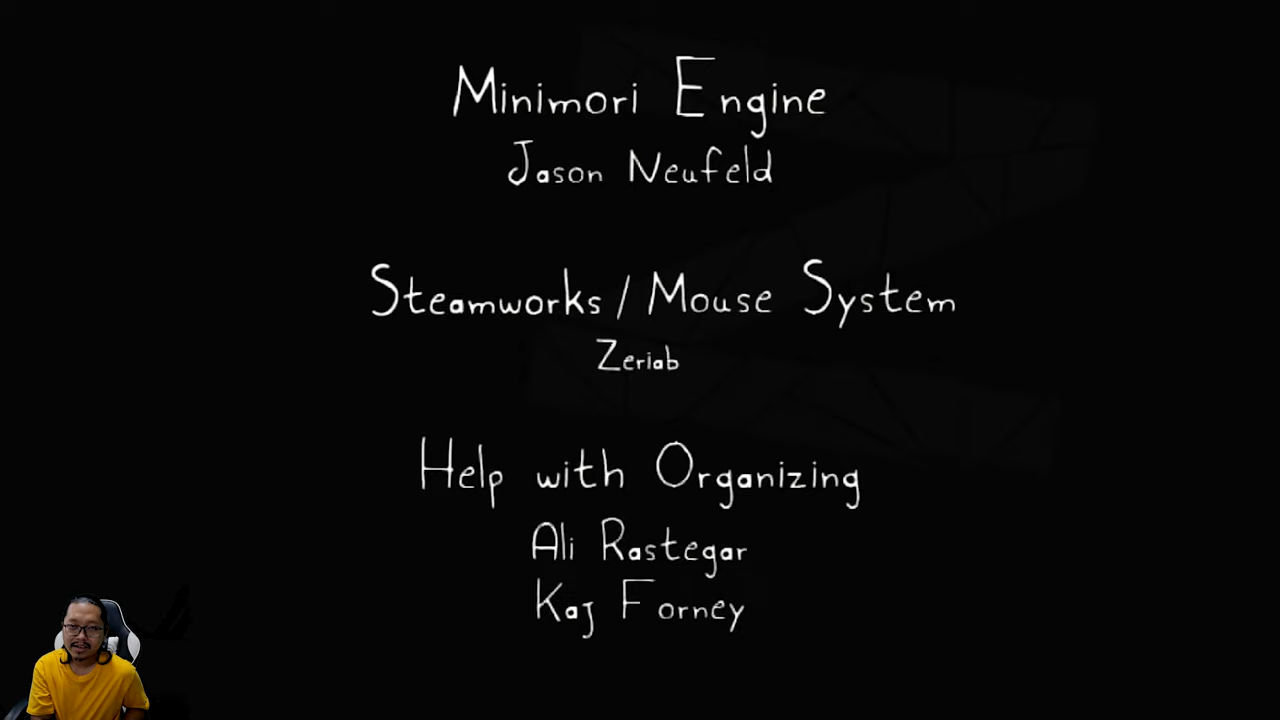 Minimori Engine
Jason Neufeld
Steamworks / Mouse System
Zeriab
Help with Organizing
Ali Rastegar
Kaj Forney